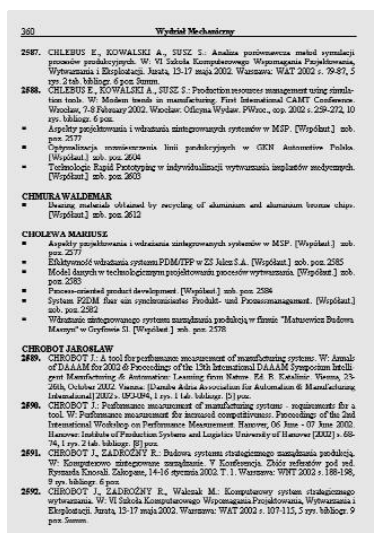 360 Wydział Mechaniczny
2587. CHLEBUS E., KOWALSKI A., SUSZ S.: Analiza porównawcza metod symulacji
procesów produkcyjnych. W: VI Szkoła Komputerowego Wspomagania Projektowania,
Wytwarzania i Eksploatacji. Jurata, 13-17 maja 2002. Warszawa: WAT 2002 s. 79-87, 5
rys. 2 tab. bibliogr. 6 poz. Summ.
2588. CHLEBUS E., KOWALSKI A., SUSZ S.: Production resources management using simula-
tion tools. W: Modern trends in manufacturing. First International CAMT Conference.
Wrocław, 7-8 February 2002. Wrocław: Oficyna Wydaw. PWroc., cop. 2002 s. 259-272, 10
rys. bibliogr. 6 poz.
Aspekty projektowania i wdrażania zintegrowanych systemów w MSP. [Współaut.] zob.
poz. 2577
Optymalizacja rozmieszczenia linii produkcyjnych w GKN Automotive Polska.
[Współaut.] zob. poz. 2604
Technologie Rapid Prototyping w indywidualizacji wytwarzania implantów medycznych.
[Współaut.] zob. poz. 2603
CHMURA WALDEMAR
Bearing materials obtained by recycling of aluminium and aluminium bronze chips.
[Współaut.] zob. poz. 2612
CHOLEWA MARIUSZ
Aspekty projektowania i wdrażania zintegrowanych systemów w MSP. [Współaut.] zob.
poz. 2577
Efektywność wdrażania systemu PDM/TPP w ZS Jelcz S.A. [Współaut.] zob. poz. 2585
Model danych w technologicznym projektowaniu procesów wytwarzania. [Współaut.] zob.
poz. 2583
Process-oriented product development. [Współaut.] zob. poz. 2584
System P2DM fuer ein synchronisiertes Produkt- und Prozessmanagement. [Współaut.]
zob. poz. 2582
Wdrażanie zintegrowanego systemu zarządzania produkcją w firmie "Matusewicz Budowa
Maszyn" w Gryfowie Śl. [Współaut.] zob. poz. 2578
CHROBOT JAROSŁAW
2589. CHROBOT J.: A tool for performance measurement of manufacturing systems. W: Annals
of DAAAM for 2002 & Proceedings of the 13th International DAAAM Symposium Intelli-
gent Manufacturing & Automation: Learning from Nature. Ed. B. Katalinic. Vienna, 23-
26th, October 2002. Vienna: [Danube Adria Association for Automation & Manufacturing
International] 2002 s. 093-094, 1 rys. 1 tab. bibliogr. [5] poz.
2590. CHROBOT J.: Performance measurement of manufacturing systems - requirements for a
tool. W: Performance measurement for increased competitiveness. Proceedings of the 2nd
International Workshop on Performance Measurement. Hanover, 06 June - 07 June 2002.
Hanover: Institute of Production Systems and Logistics University of Hanover [2002] s. 68-
74, 1 rys. 2 tab. bibliogr. [8] poz.
2591. CHROBOT J., ZADROŻNY R.: Budowa systemu strategicznego zarządzania produkcją.
W: Komputerowo zintegrowane zarządzanie. V Konferencja. Zbiór referatów pod red.
Ryszarda Knosali. Zakopane, 14-16 stycznia 2002. T. 1. Warszawa: WNT 2002 s. 188-198,
9 rys. bibliogr. 6 poz.
2592. CHROBOT J., ZADROŻNY R., Walczak M.: Komputerowy system strategicznego
wytwarzania. W: VI Szkoła Komputerowego Wspomagania Projektowania, Wytwarzania i
Eksploatacji. Jurata, 13-17 maja 2002. Warszawa: WAT 2002 s. 107-115, 5 rys. bibliogr. 9
poz. Summ.